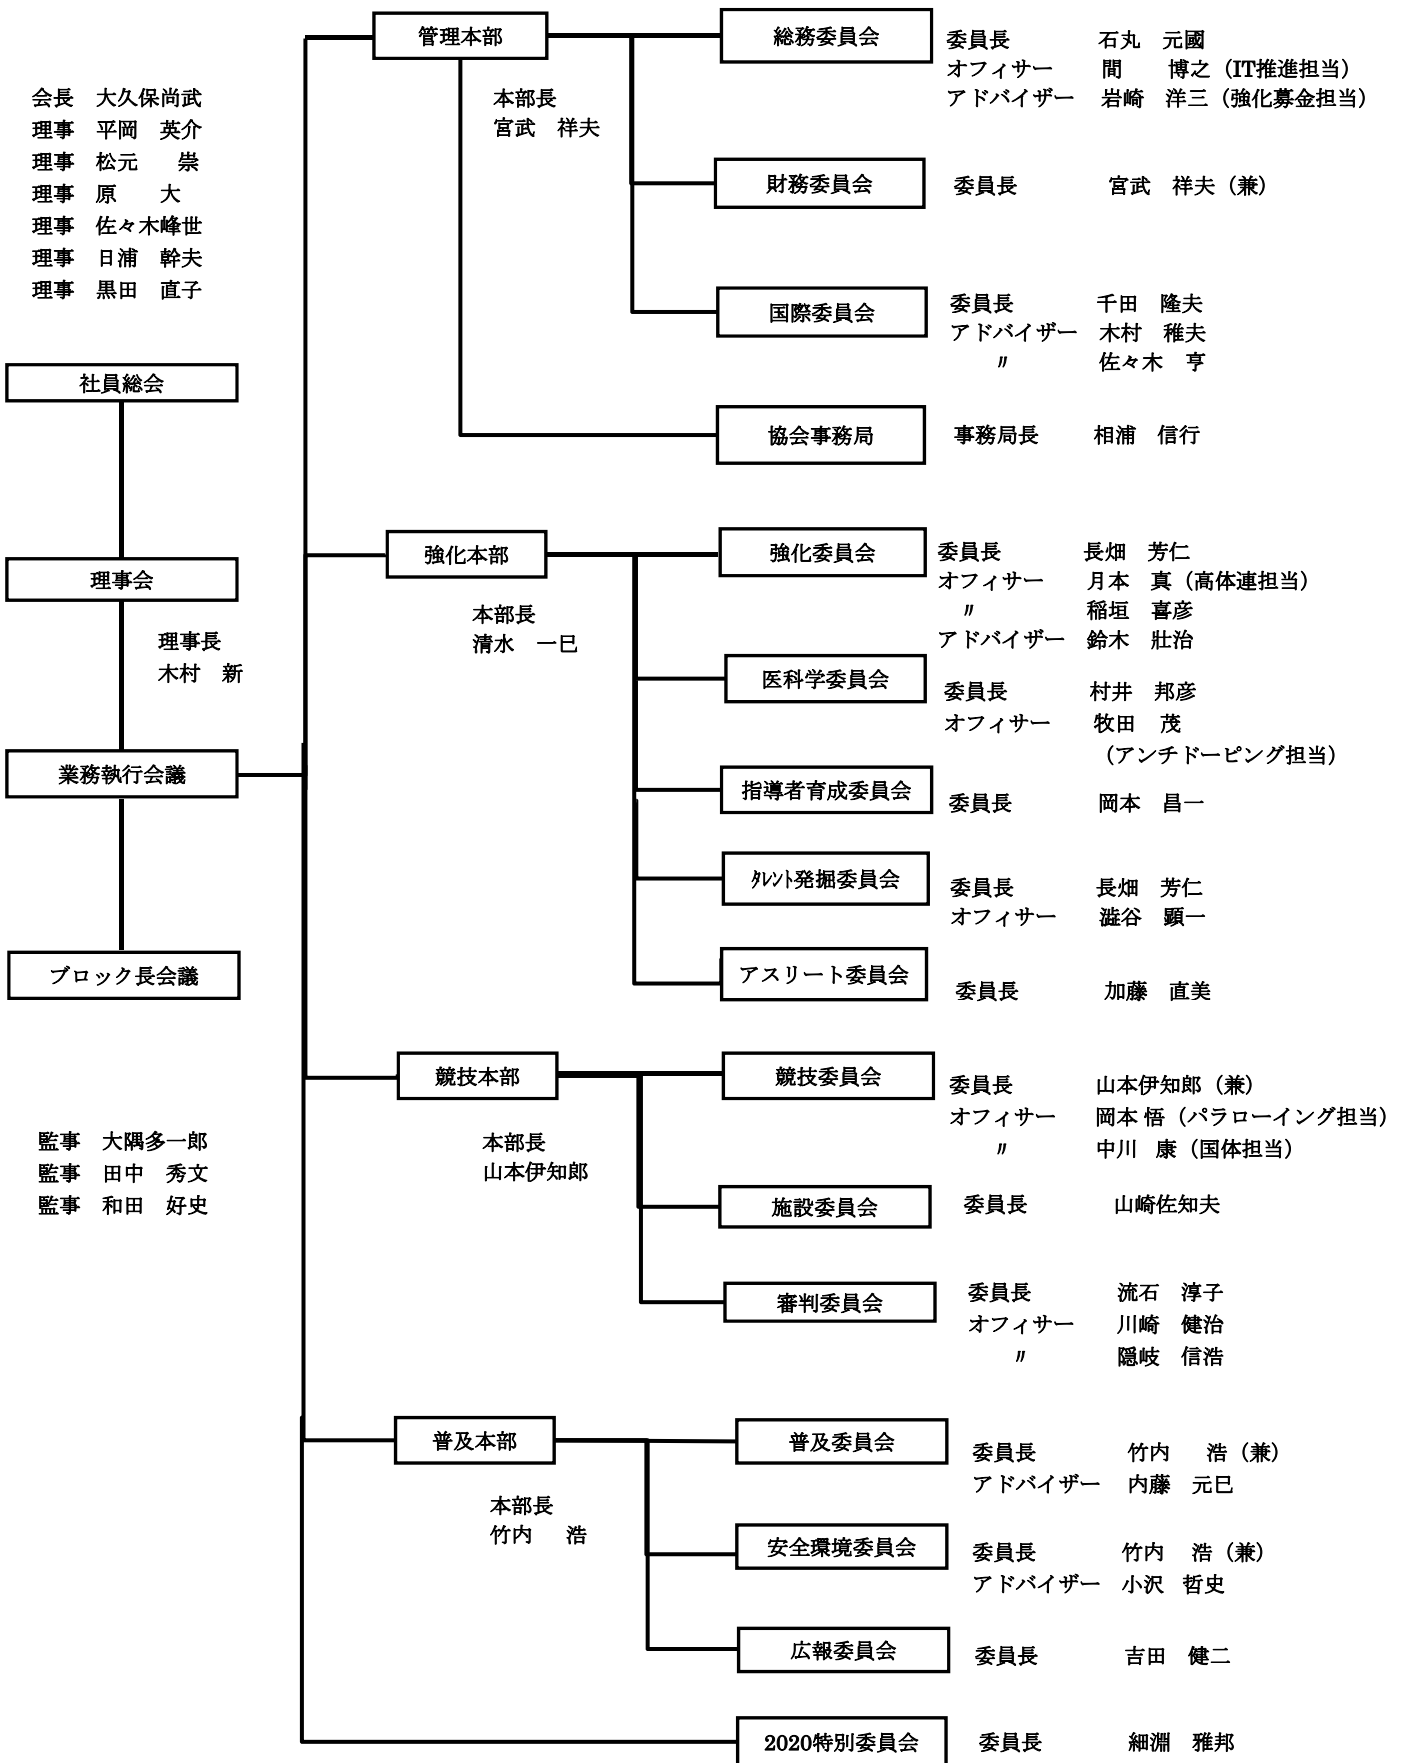 管理本部
本部長
宮武　祥夫
総務委員会
委員長　石丸　元國
オフィサー　間　博之（IT推進担当）
アドバイザー　岩崎　洋三（強化募金担当）
財務委員会
委員長　宮武　祥夫（兼）
国際委員会
委員長　千田　隆夫
アドバイザー　木村　稚夫
〃　佐々木　亨
協会事務局
事務局長　相浦　信行
会長　大久保尚武
理事　平岡　英介
理事　松元　崇
理事　原　大
理事　佐々木峰世
理事　日浦　幹夫
理事　黒田　直子
社員総会
理事会
理事長
木村　新
業務執行会議
ブロック長会議
監事　大隅多一郎
監事　田中　秀文
監事　和田　好史
強化本部
本部長
清水　一巳
強化委員会
委員長　長畑　芳仁
オフィサー　月本　真（高体連担当）
〃　稲垣　喜彦
アドバイザー　鈴木　壯治
医科学委員会
委員長　村井　邦彦
オフィサー　牧田　茂
（アンチドーピング担当）
指導者育成委員会
委員長　岡本　昌一
ﾀﾚﾝﾄ発掘委員会
委員長　長畑　芳仁
オフィサー　澁谷　顕一
アスリート委員会
委員長　加藤　直美
競技本部
本部長
山本伊知郎
競技委員会
委員長　山本伊知郎（兼）
オフィサー　岡本 悟（パラローイング担当）
〃　中川　康（国体担当）
施設委員会
委員長　山崎佐知夫
審判委員会
委員長　流石　淳子
オフィサー　川崎　健治
〃　隠岐　信浩
普及本部
本部長
竹内　浩
普及委員会
委員長　竹内　浩（兼）
アドバイザー　内藤　元巳
安全環境委員会
委員長　竹内　浩（兼）
アドバイザー　小沢　哲史
広報委員会
委員長　吉田　健二
2020特別委員会
委員長　細淵　雅邦